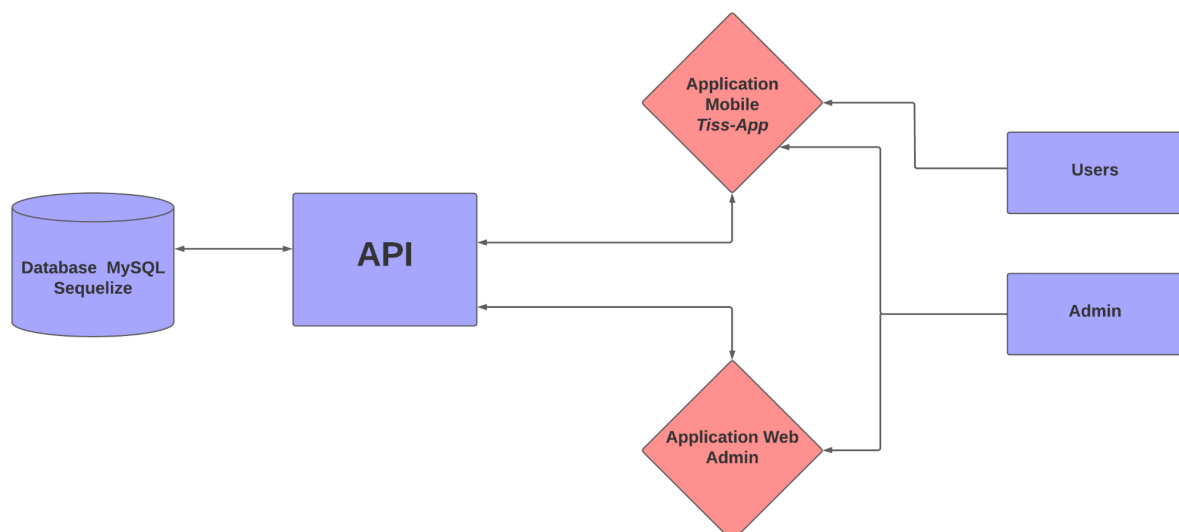 Application
Mobile
Tiss-App
Users
Database  MySQL
Sequelize
API
Admin
Application Web
Admin